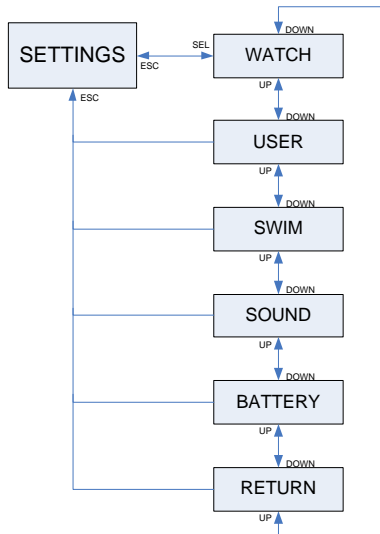 DOWN
SETTINGS
SEL
WATCH
ESC
ESC
UP
DOWN
USER
UP
DOWN
SWIM
UP
DOWN
SOUND
UP
DOWN
BATTERY
UP
DOWN
RETURN
UP